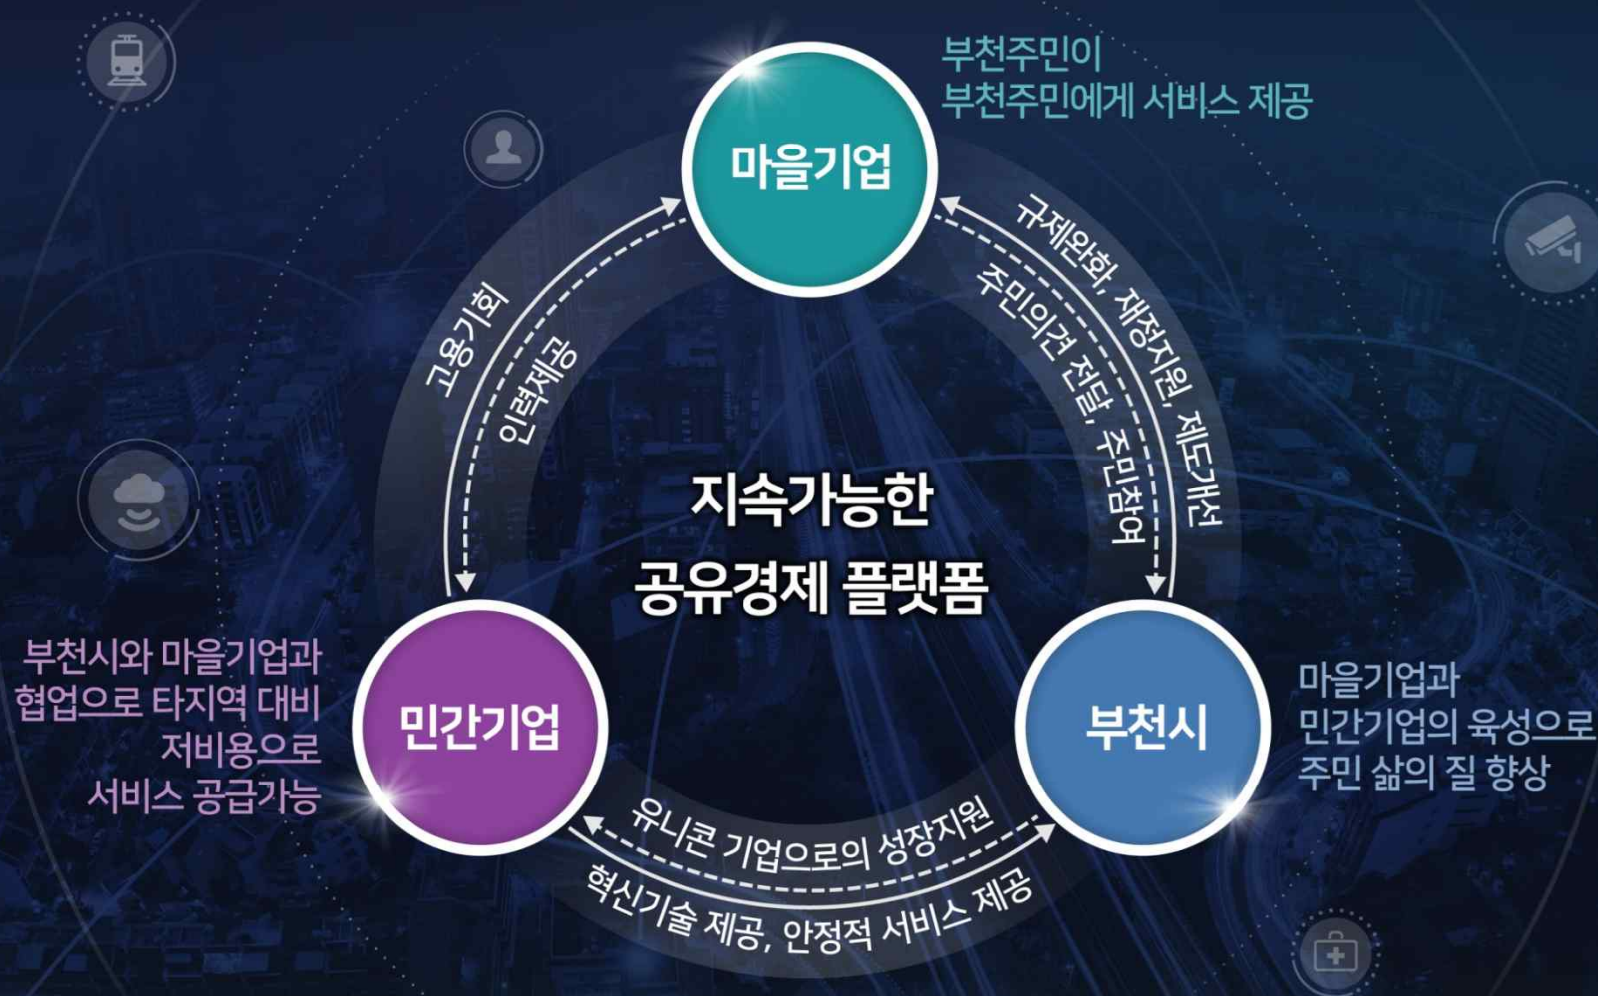 부천주민이
부천주민에게 서비스 제공
마을기업
고용기회
인력제공
규제완화, 재정지원, 제도개선
주민의견 전달, 주민참여
지속가능한
공유경제 플랫폼
부천시와 마을기업과
협업으로 타지역 대비
저비용으로
서비스 공급가능
민간기업
부천시
마을기업과
민간기업의 육성으로
주민 삶의 질 향상
유니콘 기업으로의 성장지원
혁신기술 제공, 안정적 서비스 제공